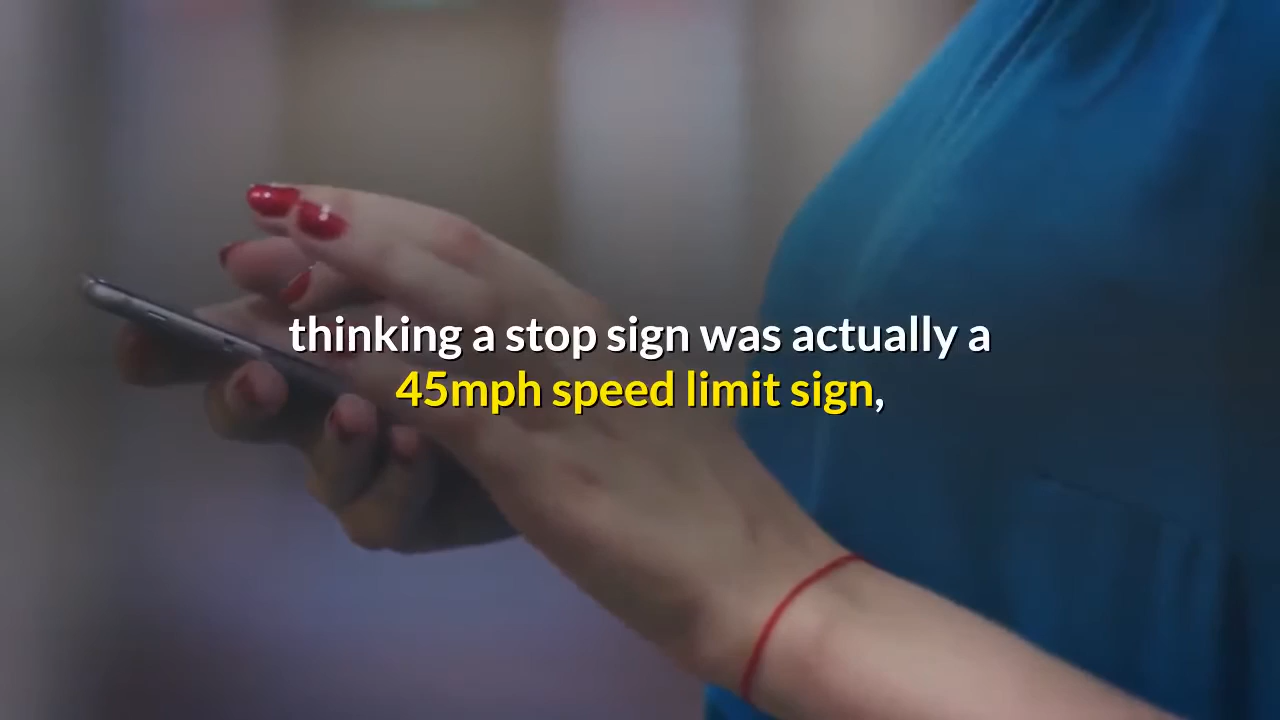 thinking a stop sign was actually a
45mph speed limit sign,